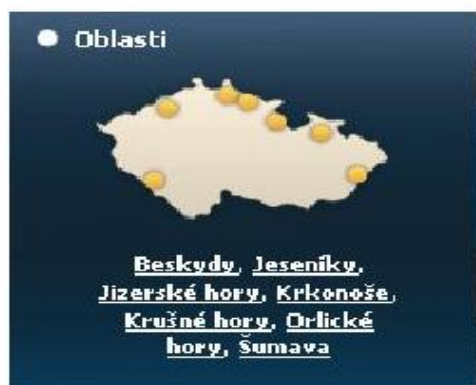 Oblasti
Beskydy, Jeseníky,
Jizerské hory, Krkonoše,
Krušné hory, Orlické
hory, Šumava